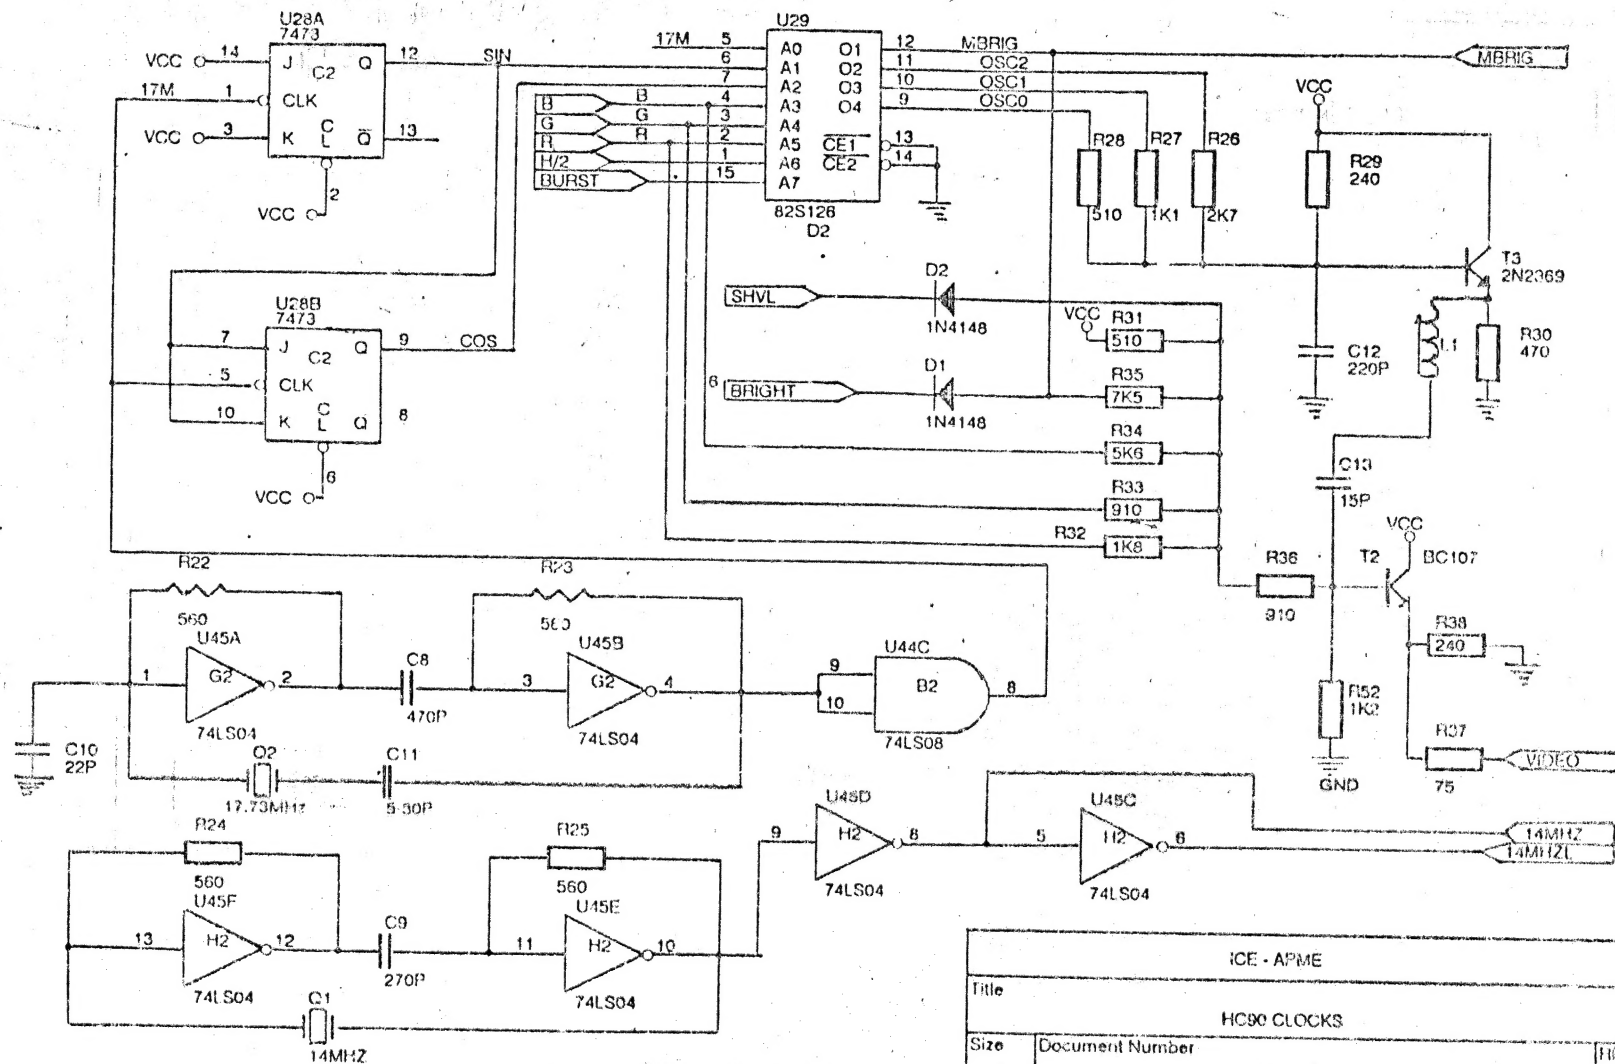 U28A
7473
VCC 14 J Q 12 SIN
C2
17M 1 CLK
VCC 3 K CL Q 13
2
VCC
U29
17M 5 A0 O1 12 MBRIG
6 A1 O2 11 OSC2
7 A2 O3 10 OSC1
B B 4 A3 O4 9 OSC0
G G 3 A4
R R 2 A5 CE1 13
H/2 1 A6 CE2 14
BURST 15 A7
82S126
D2
MBRIG
VCC
R28 R27 R26
510 1K1 2K7
R29
240
T3
2N2369
U28B
7473
7 J Q 9 COS
C2
5 CLK
10 K CL Q 8
6
VCC
SHVL
D2
1N4148
VCC
R31
510
6 BRIGHT
D1
1N4148
R35
7K5
R34
5K6
R33
910
R32
1K8
C12
220P
L1
R30
470
C13
15P
VCC
T2 BC107
R36
910
R38
240
R52
1K2
GND
R37
75
VIDEO
R22
560
U45A
1 G2 2
74LS04
C8
470P
R23
560
U45B
3 G2 4
74LS04
U44C
9
10
B2 8
74LS08
C10
22P
Q2
17.73MHz
C11
5-30P
R24
560
U45F
13 H2 12
74LS04
C9
270P
R25
560
U45E
11 H2 10
74LS04
Q1
14MHZ
9 H2 8
74LS04
5 H2 6
74LS04
14MHZ
14MHZL
ICE - APME
Title
HC90 CLOCKS
Size
Document Number